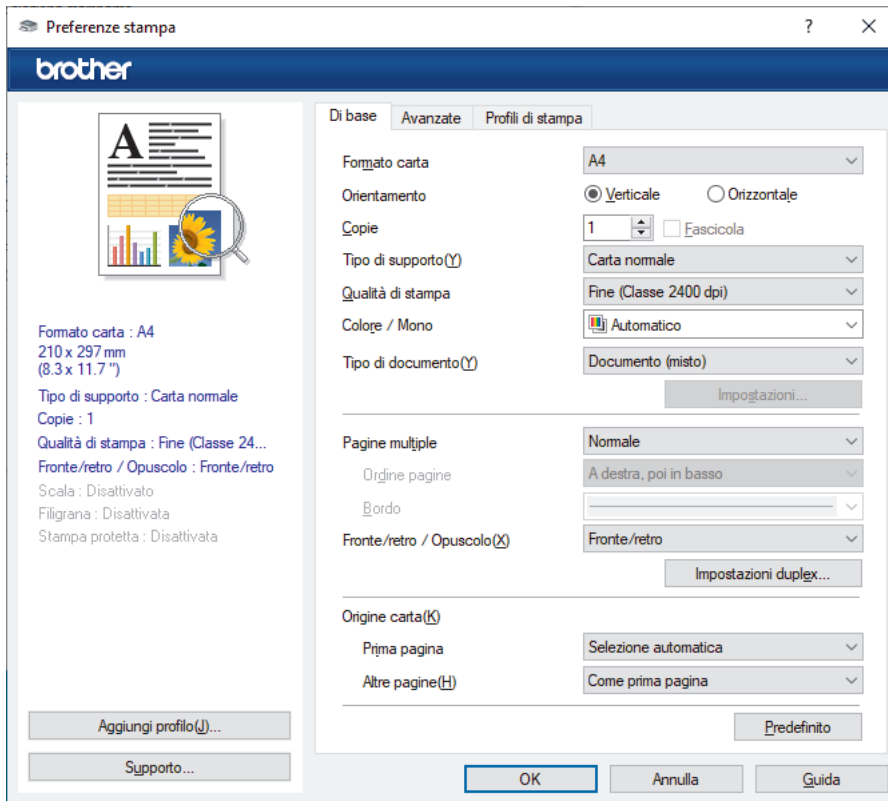 Preferenze stampa
brother
A
Formato carta : A4
210 x 297 mm
(8.3 x 11.7 ")
Tipo di supporto : Carta normale
Copie : 1
Qualità di stampa : Fine (Classe 24...
Fronte/retro / Opuscolo : Fronte/retro
Scala : Disattivato
Filigrana : Disattivata
Stampa protetta : Disattivata
Aggiungi profilo(J)...
Supporto...
Di base Avanzate Profili di stampa
Formato carta A4
Orientamento Verticale Orizzontale
Copie 1 Fascicola
Tipo di supporto(Y) Carta normale
Qualità di stampa Fine (Classe 2400 dpi)
Colore / Mono Automatico
Tipo di documento(Y) Documento (misto)
Impostazioni...
Pagine multiple Normale
Ordine pagine A destra, poi in basso
Bordo
Fronte/retro / Opuscolo(X) Fronte/retro
Impostazioni duplex...
Origine carta(K)
Prima pagina Selezione automatica
Altre pagine(H) Come prima pagina
Predefinito
OK Annulla Guida